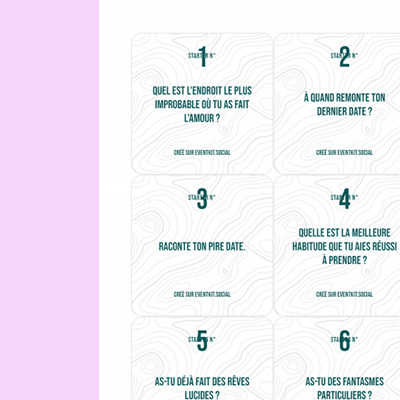 STARTER N°
1
QUEL EST L'ENDROIT LE PLUS
IMPROBABLE OÙ TU AS FAIT
L'AMOUR ?
CRÉÉ SUR EVENTKIT.SOCIAL
STARTER N°
2
À QUAND REMONTE TON
DERNIER DATE ?
CRÉÉ SUR EVENTKIT.SOCIAL
STARTER N°
3
RACONTE TON PIRE DATE.
CRÉÉ SUR EVENTKIT.SOCIAL
STARTER N°
4
QUELLE EST LA MEILLEURE
HABITUDE QUE TU AIES RÉUSSI
À PRENDRE ?
CRÉÉ SUR EVENTKIT.SOCIAL
STARTER N°
5
AS-TU DÉJÀ FAIT DES RÊVES
LUCIDES ?
STARTER N°
6
AS-TU DES FANTASMES
PARTICULIERS ?